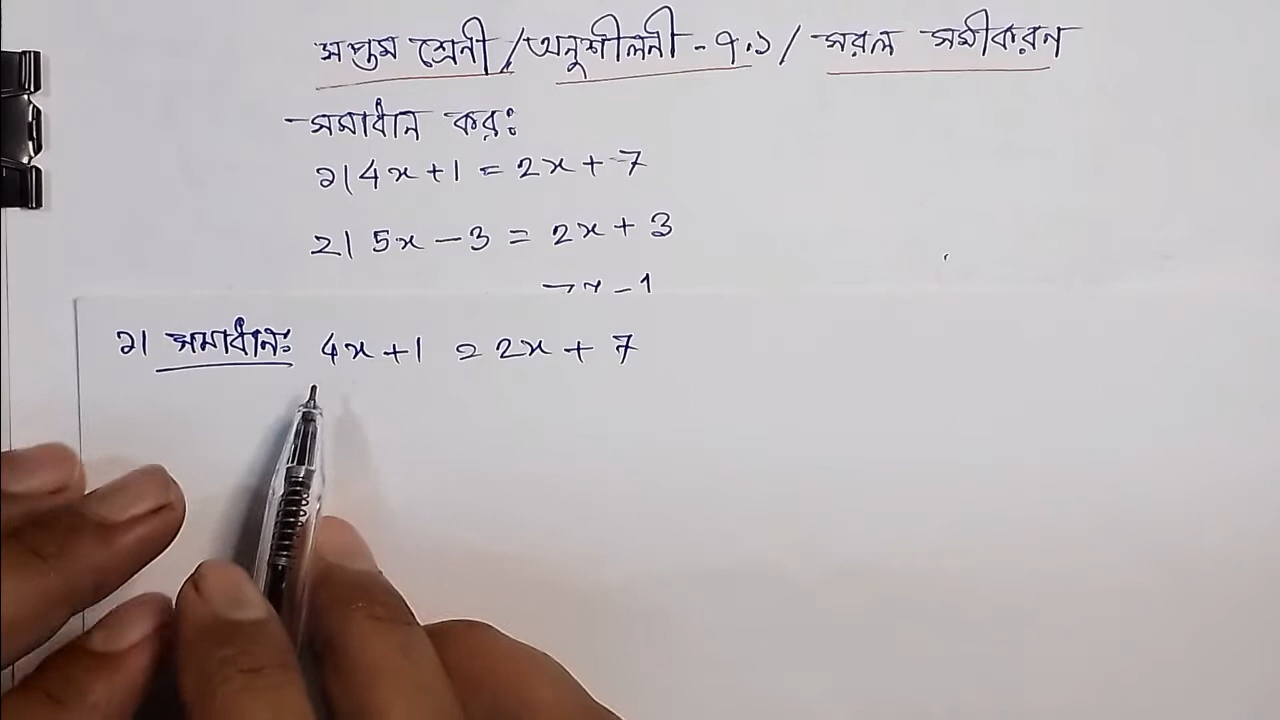 সপ্তম শ্রেনী / অনুশীলনী - ৭.১ / সরল সমীকরণ
সমাধান কর:
১। 4x + 1 = 2x + 7
2। 5x - 3 = 2x + 3
১। সমাধান: 4x + 1 = 2x + 7